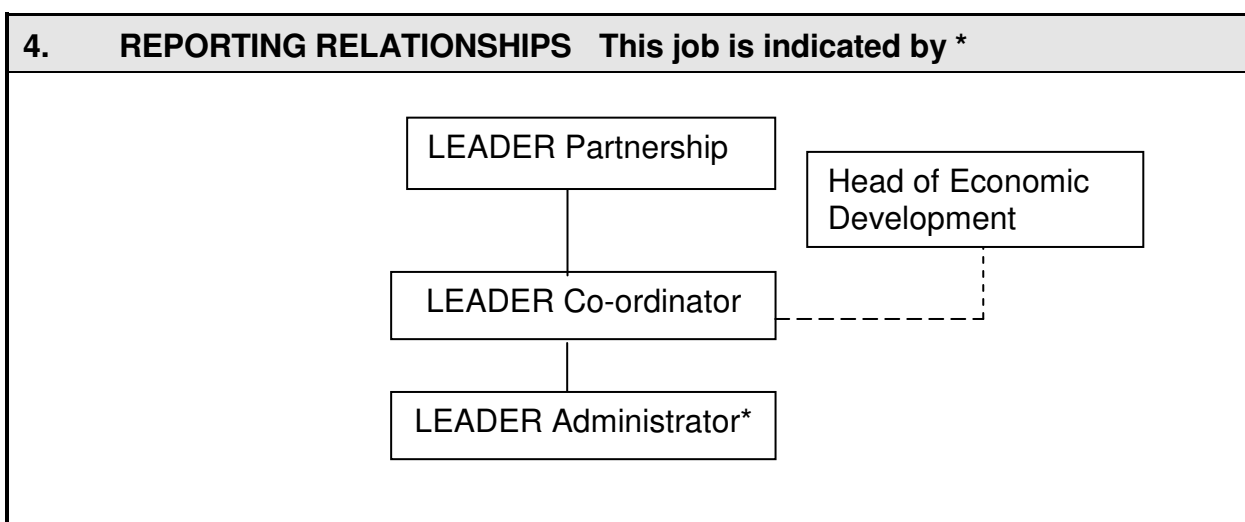 4. REPORTING RELATIONSHIPS This job is indicated by *
LEADER Partnership
Head of Economic
Development
LEADER Co-ordinator
LEADER Administrator*